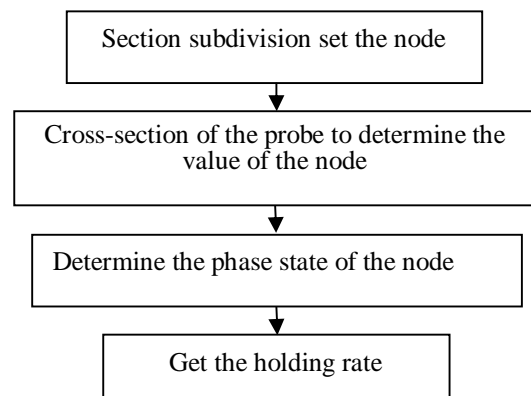 Section subdivision set the node
Cross-section of the probe to determine the
value of the node
Determine the phase state of the node
Get the holding rate